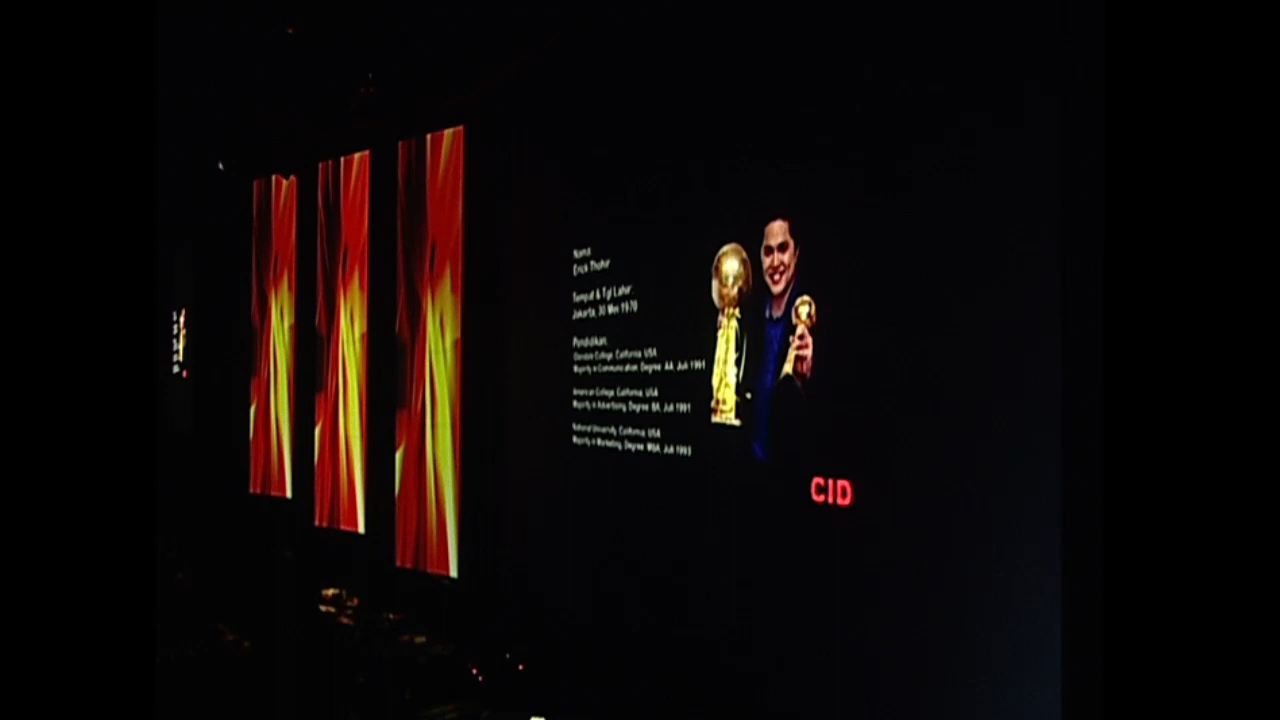 Nama
Erick Thohir
Tempat & Tgl Lahir:
Jakarta, 30 Mei 1970
Pendidikan:
Glendale College, California, USA
Majority in Communication, Degree: AA, Juli 1991
American College, California, USA
Majority in Advertising, Degree: BA, Juli 1991
National University, California, USA
Majority in Marketing, Degree: MBA, Juli 1993
CID